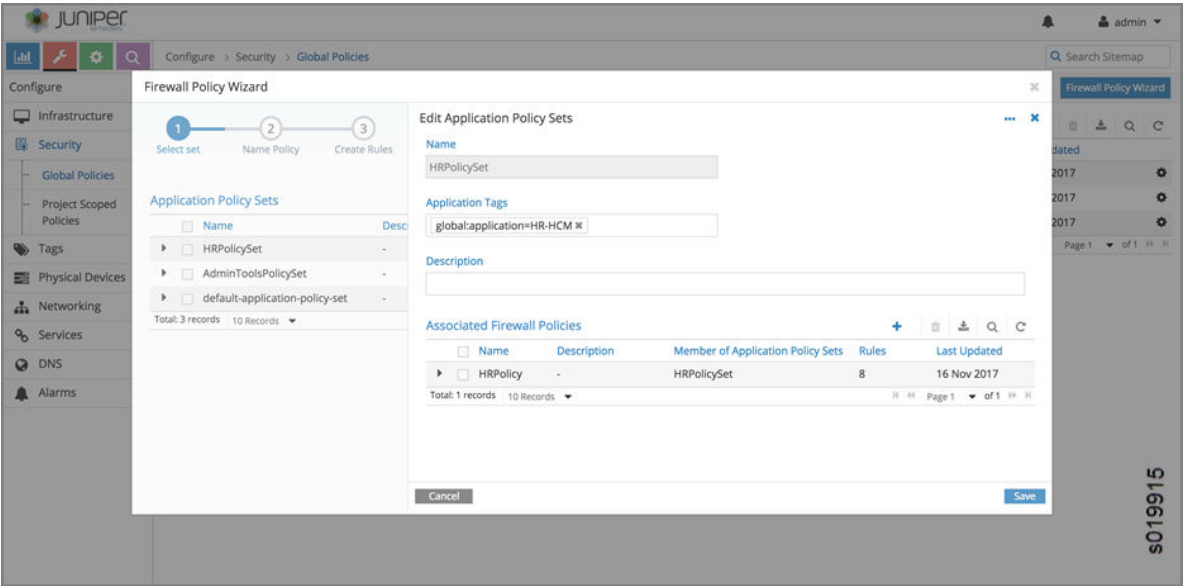 JUNIPER
NETWORKS
admin
Configure > Security > Global Policies
Search Sitemap
Configure
Firewall Policy Wizard
Firewall Policy Wizard
Infrastructure
Security
Global Policies
Project Scoped
Policies
Tags
Physical Devices
Networking
Services
DNS
Alarms
1 2 3
Select set Name Policy Create Rules
Application Policy Sets
Name Desc
HRPolicySet -
AdminToolsPolicySet -
default-application-policy-set -
Total: 3 records 10 Records
Edit Application Policy Sets
Name
HRPolicySet
Application Tags
global:application=HR-HCM
Description
Associated Firewall Policies
Name Description Member of Application Policy Sets Rules Last Updated
HRPolicy - HRPolicySet 8 16 Nov 2017
Total: 1 records 10 Records Page 1 of 1
Cancel Save
dated
2017
2017
2017
Page 1 of 1
s019915